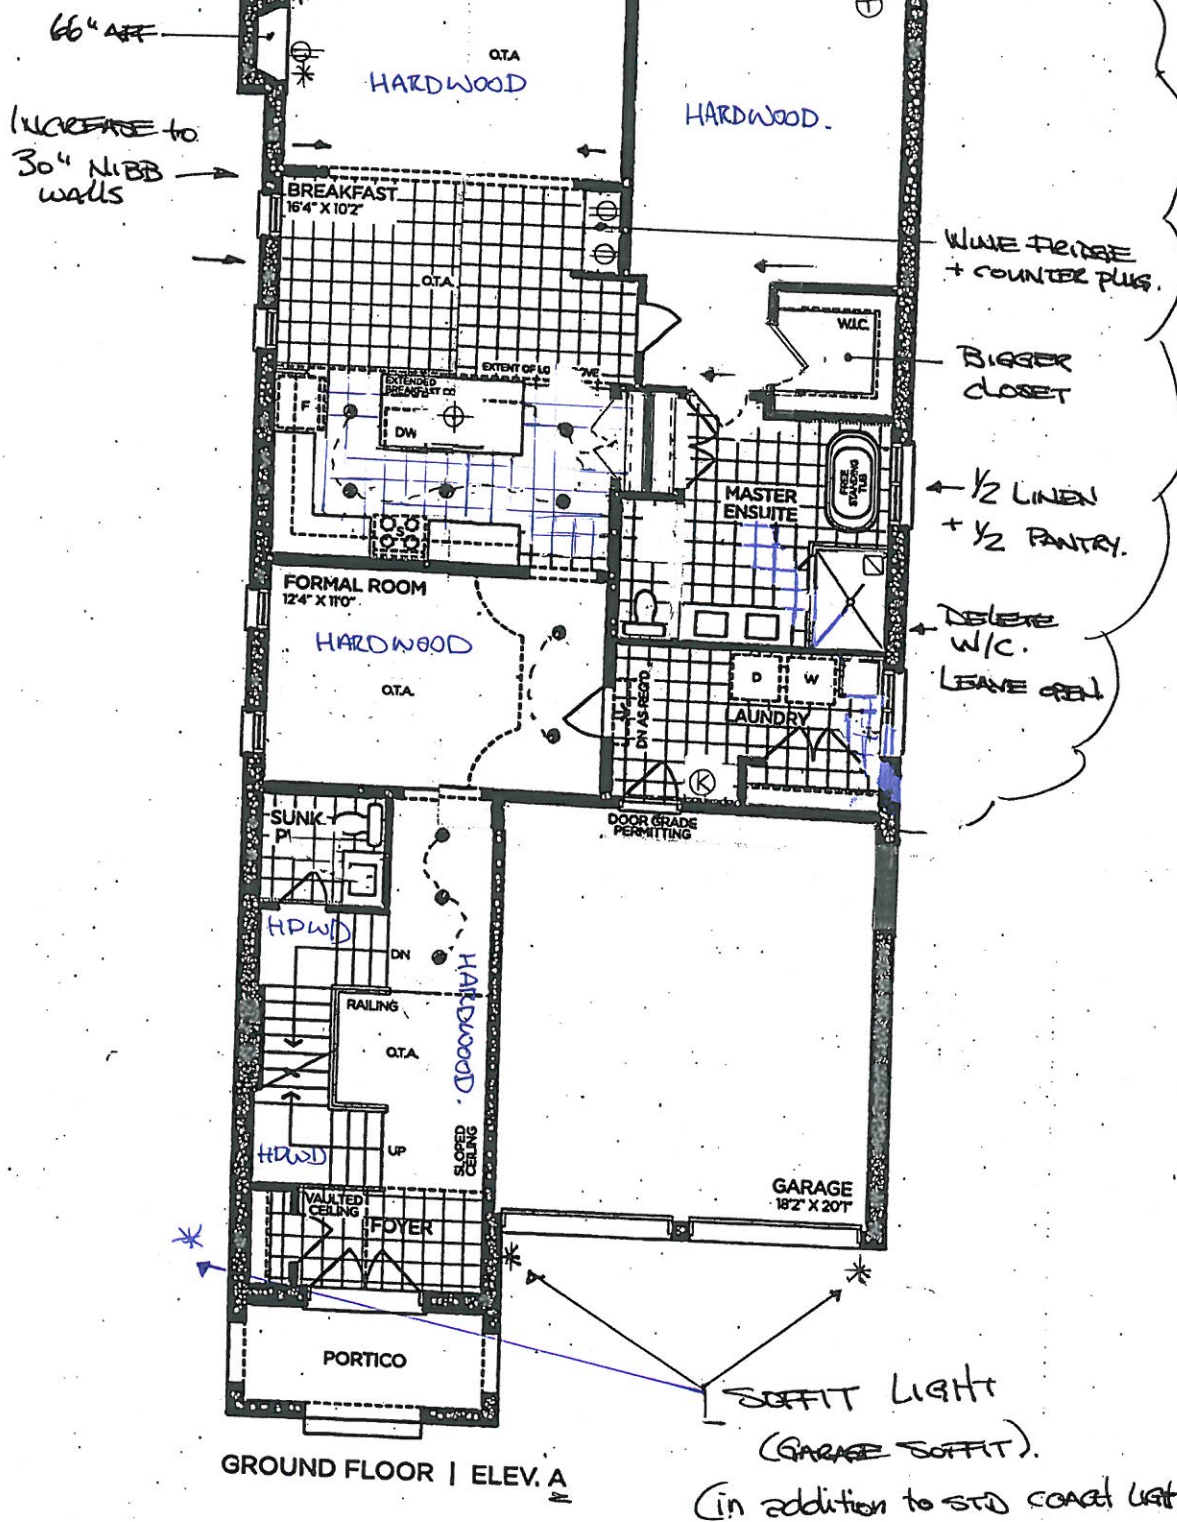 66" AFF
O.T.A
HARDWOOD
HARDWOOD.
INCREASE to
30" NIBB
WALLS
BREAKFAST
16'4" X 10'2"
O.T.A.
WINE FRIDGE
+ COUNTER PLUG.
W.I.C.
BIGGER
CLOSET
EXTENT OF LO
OVE
EXTENDED
BREAKFAST CO
F
DW
S
MASTER
ENSUITE
FREE
STANDING
TUB
1/2 LINEN
+ 1/2 PANTRY.
FORMAL ROOM
12'4" X 11'0"
HARDWOOD
O.T.A.
DELETE
W/C.
LEAVE OPEN.
D
W
DN AS REG'D
LAUNDRY
K
DOOR GRADE
PERMITTING
SUNK
P
HDWD
DN
RAILING
O.T.A.
HARDWOOD.
HDWD
UP
SLOPED
CEILING
VAULTED
CEILING
FOYER
GARAGE
18'2" X 20'1"
PORTICO
SOFFIT LIGHT
(GARAGE SOFFIT).
(in addition to STD COACH LIGHT
GROUND FLOOR | ELEV. A